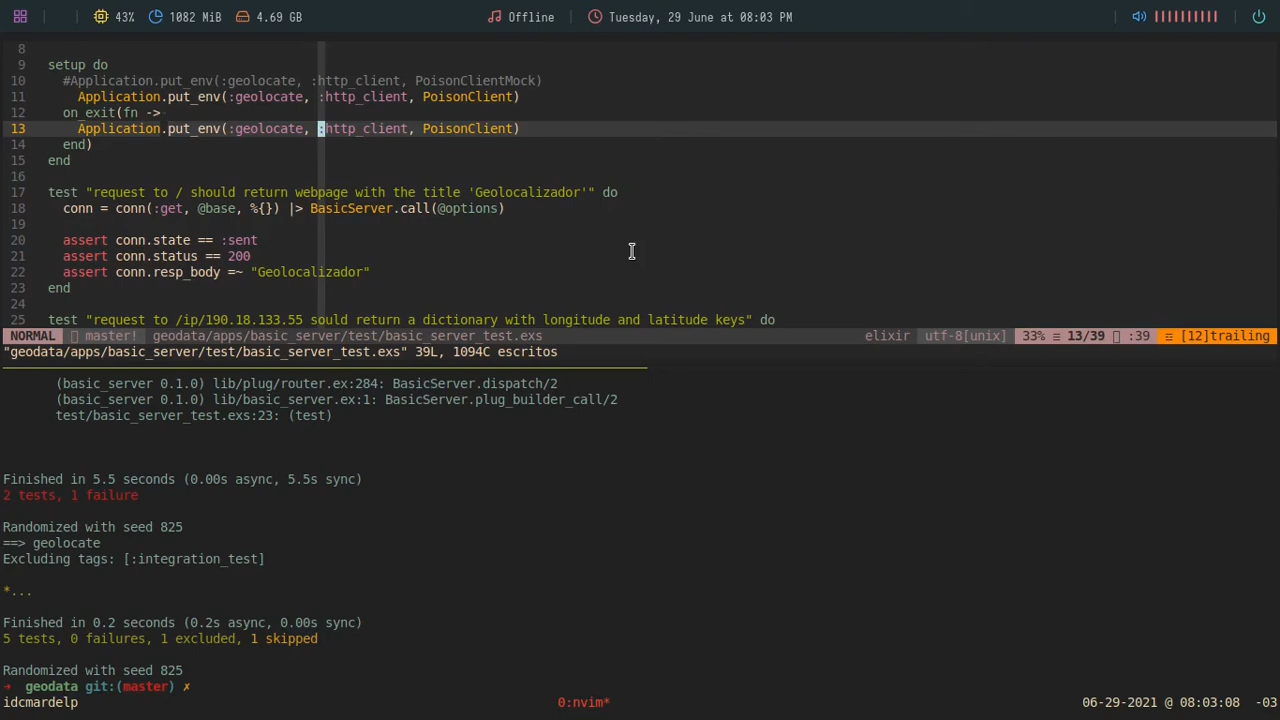 43% 1082 MiB 4.69 GB Offline Tuesday, 29 June at 08:03 PM
8
9 setup do
10 #Application.put_env(:geolocate, :http_client, PoisonClientMock)
11 Application.put_env(:geolocate, :http_client, PoisonClient)
12 on_exit(fn ->
13 Application.put_env(:geolocate, :http_client, PoisonClient)
14 end)
15 end
16
17 test "request to / should return webpage with the title 'Geolocalizador'" do
18 conn = conn(:get, @base, %{}) |> BasicServer.call(@options)
19
20 assert conn.state == :sent
21 assert conn.status == 200
22 assert conn.resp_body =~ "Geolocalizador"
23 end
24
25 test "request to /ip/190.18.133.55 sould return a dictionary with longitude and latitude keys" do
NORMAL master! geodata/apps/basic_server/test/basic_server_test.exs elixir utf-8[unix] 33% ≡ 13/39 :39 ☲ [12]trailing
"geodata/apps/basic_server/test/basic_server_test.exs" 39L, 1094C escritos
(basic_server 0.1.0) lib/plug/router.ex:284: BasicServer.dispatch/2
(basic_server 0.1.0) lib/basic_server.ex:1: BasicServer.plug_builder_call/2
test/basic_server_test.exs:23: (test)
Finished in 5.5 seconds (0.00s async, 5.5s sync)
2 tests, 1 failure
Randomized with seed 825
==> geolocate
Excluding tags: [:integration_test]
*...
Finished in 0.2 seconds (0.2s async, 0.00s sync)
5 tests, 0 failures, 1 excluded, 1 skipped
Randomized with seed 825
→ geodata git:(master) ✗
idcmardelp 0:nvim* 06-29-2021 @ 08:03:08 -03